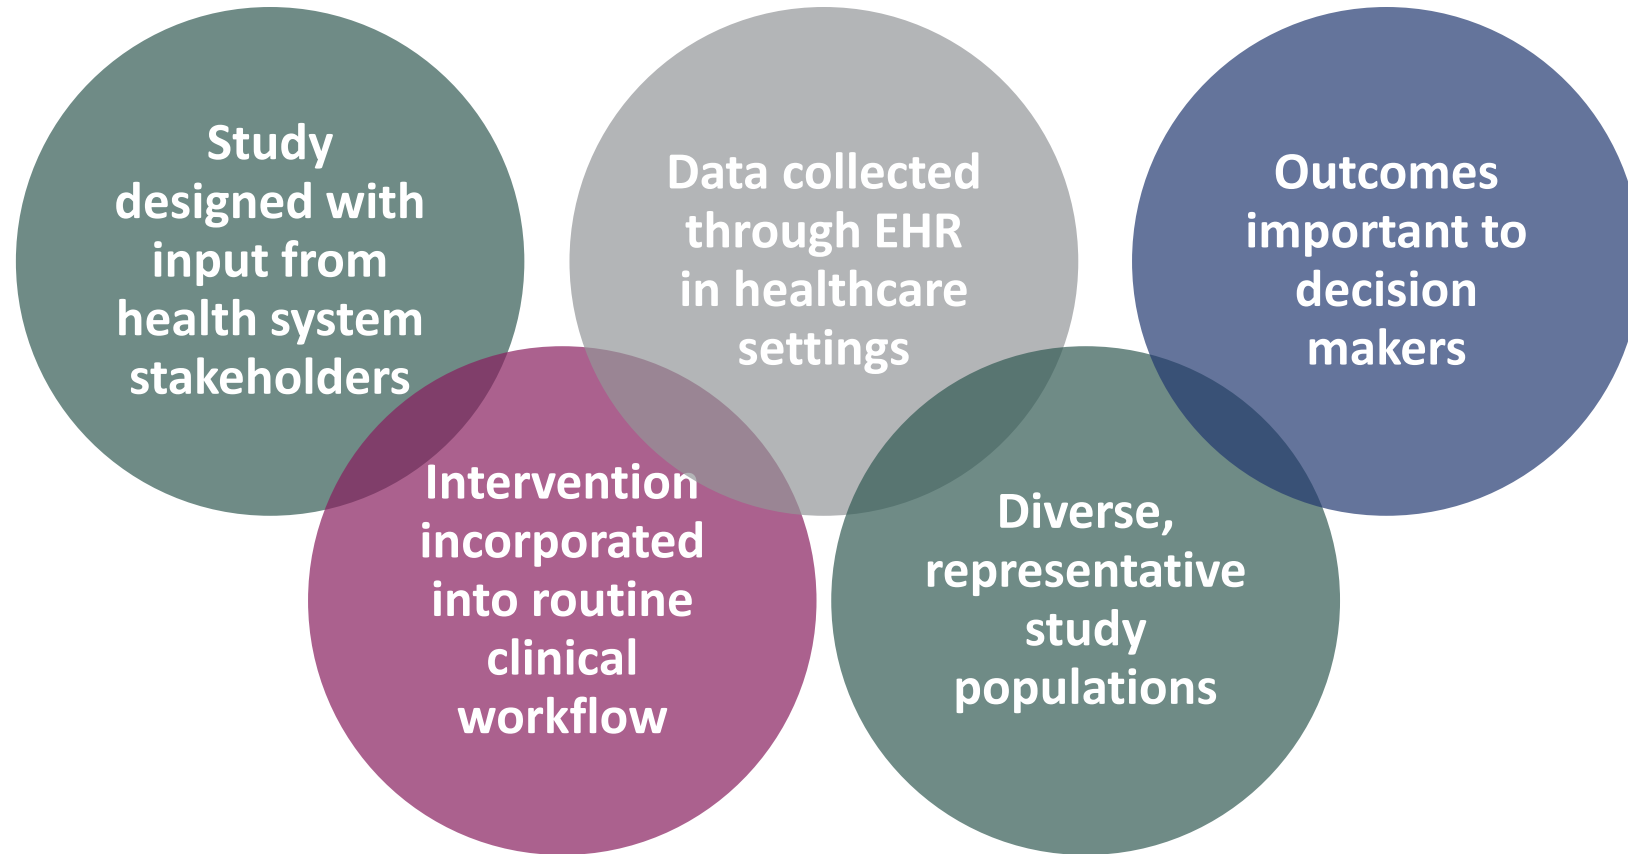 Study
designed with
input from
health system
stakeholders
Intervention
incorporated
into routine
clinical
workflow
Data collected
through EHR
in healthcare
settings
Diverse,
representative
study
populations
Outcomes
important to
decision
makers